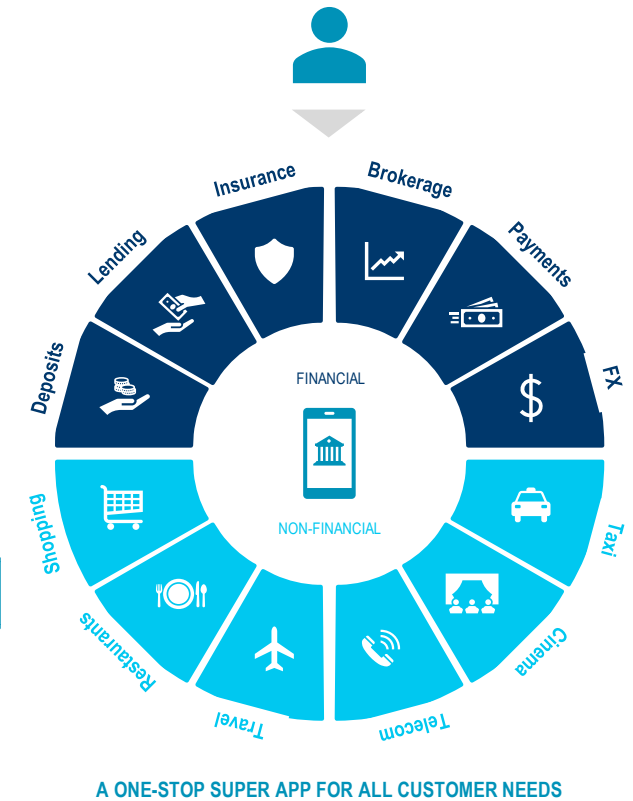 Insurance
Brokerage
Lending
Payments
Deposits
FX
FINANCIAL
NON-FINANCIAL
Shopping
Taxi
Restaurants
Cinema
Travel
Telecom
A ONE-STOP SUPER APP FOR ALL CUSTOMER NEEDS